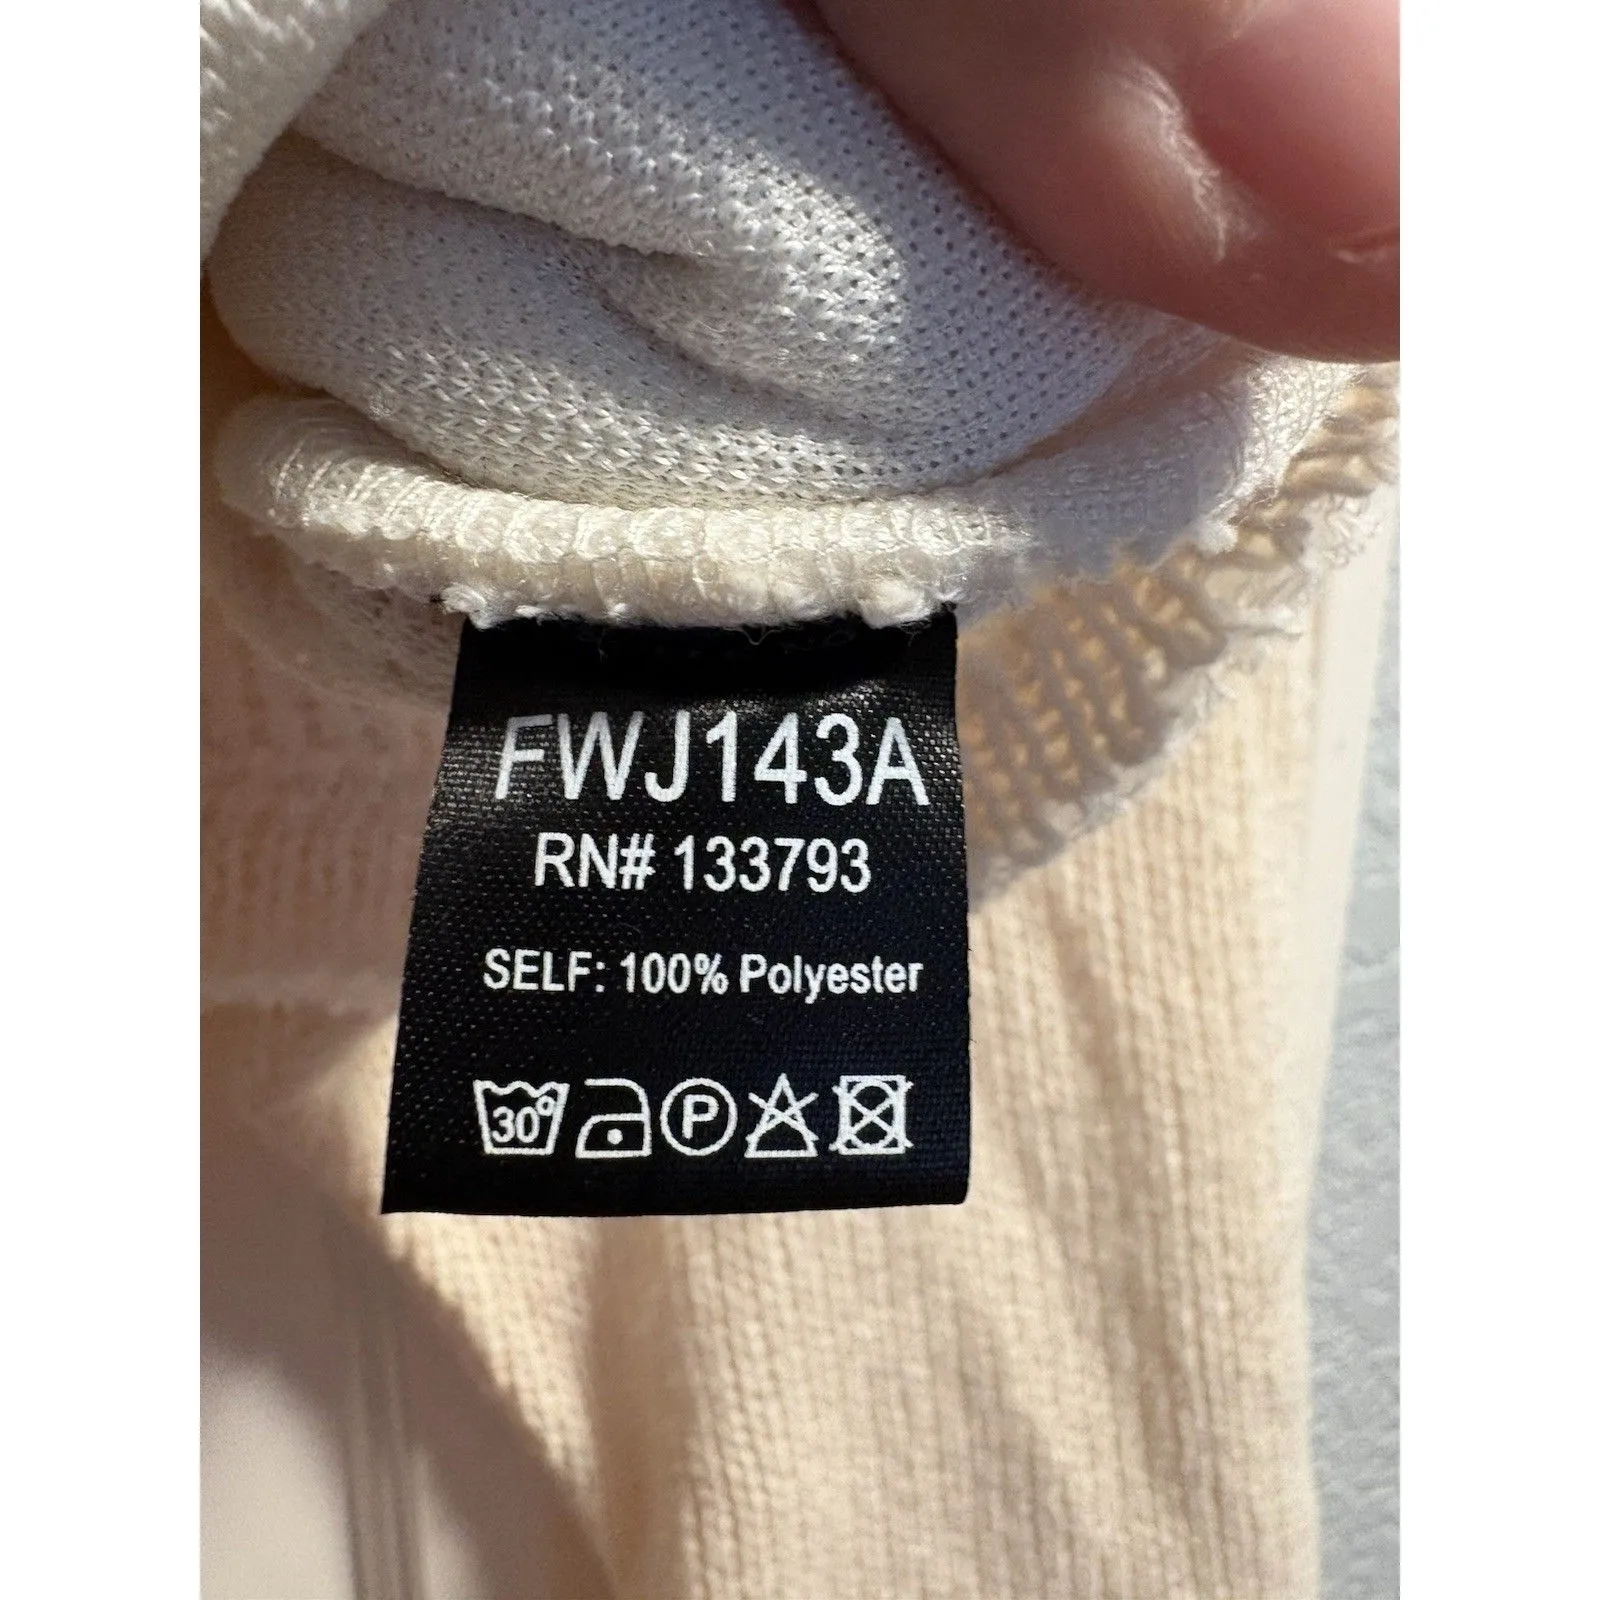 FWJ143A
RN# 133793
SELF: 100% Polyester
30° P